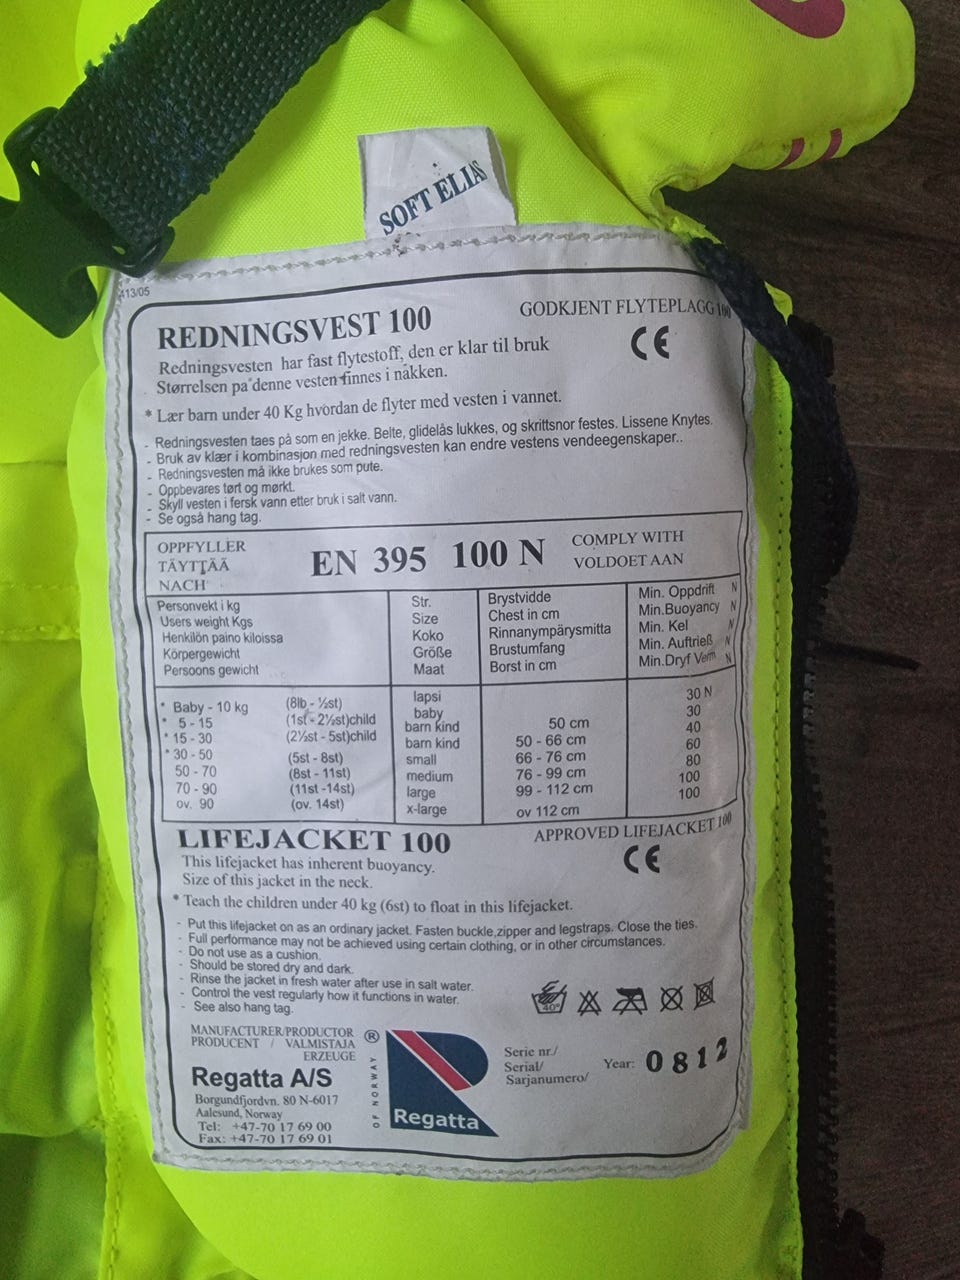 SOFT ELIAS
413/05
REDNINGSVEST 100
GODKJENT FLYTEPLAGG 100
CE
Redningsvesten har fast flytestoff, den er klar til bruk
Størrelsen pa denne vesten finnes i nakken.
* Lær barn under 40 Kg hvordan de flyter med vesten i vannet.
- Redningsvesten taes på som en jekke. Belte, glidelås lukkes, og skrittsnor festes. Lissene Knytes.
- Bruk av klær i kombinasjon med redningsvesten kan endre vestens vendeegenskaper..
- Redningsvesten må ikke brukes som pute.
- Oppbevares tørt og mørkt.
- Skyll vesten i fersk vann etter bruk i salt vann.
- Se også hang tag.
OPPFYLLER
TÄYTTÄÄ
NACH
EN 395 100 N
COMPLY WITH
VOLDOET AAN
Personvekt i kg Str. Brystvidde Min. Oppdrift N
Users weight Kgs Size Chest in cm Min.Buoyancy N
Henkilön paino kiloissa Koko Rinnanympärysmitta Min. Kel N
Körpergewicht Größe Brustumfang Min. Auftrieß N
Persoons gewicht Maat Borst in cm Min.Dryf Verm N
* Baby - 10 kg (8lb - ½st) lapsi 30 N
* 5 - 15 (1st - 2½st)child baby 30
* 15 - 30 (2½st - 5st)child barn kind 50 cm 40
* 30 - 50 (5st - 8st) barn kind 50 - 66 cm 60
50 - 70 (8st - 11st) small 66 - 76 cm 80
70 - 90 (11st -14st) medium 76 - 99 cm 100
ov. 90 (ov. 14st) large 99 - 112 cm 100
x-large ov 112 cm
LIFEJACKET 100
APPROVED LIFEJACKET 100
CE
This lifejacket has inherent buoyancy.
Size of this jacket in the neck.
* Teach the children under 40 kg (6st) to float in this lifejacket.
- Put this lifejacket on as an ordinary jacket. Fasten buckle,zipper and legstraps. Close the ties.
- Full performance may not be achieved using certain clothing, or in other circumstances.
- Do not use as a cushion.
- Should be stored dry and dark.
- Rinse the jacket in fresh water after use in salt water.
- Control the vest regularly how it functions in water.
- See also hang tag.
40°
MANUFACTURER/PRODUCTOR
PRODUCENT / VALMISTAJA
ERZEUGE
Regatta A/S
Borgundfjordvn. 80 N-6017
Aalesund, Norway
Tel: +47-70 17 69 00
Fax: +47-70 17 69 01
®
OF NORWAY
Regatta
Serie nr./
Serial/
Sarjanumero/
Year: 0812